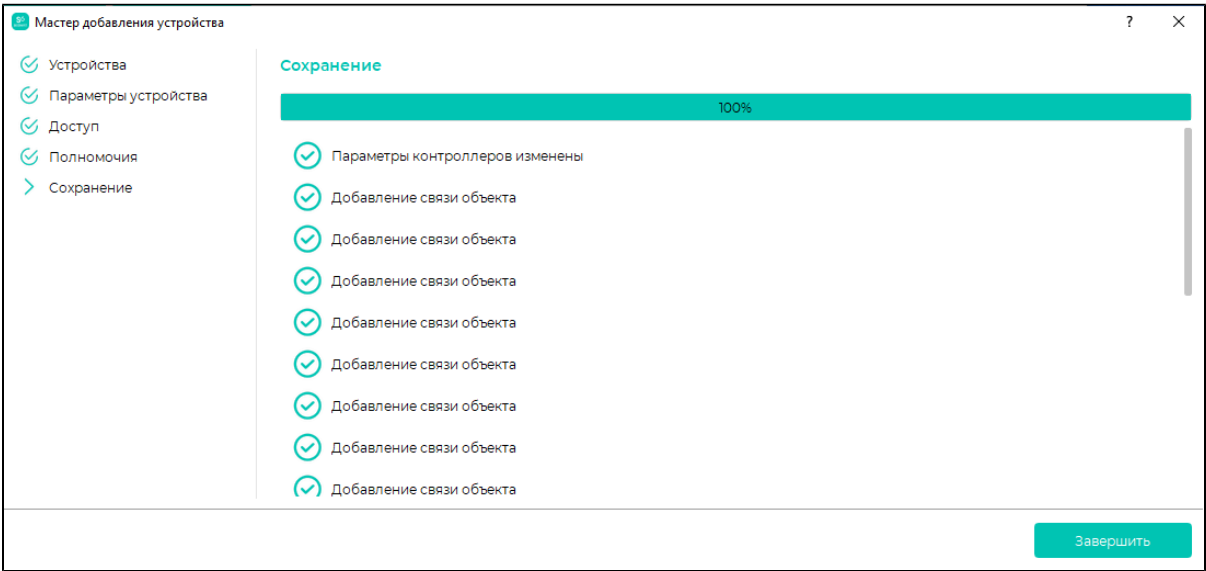 Мастер добавления устройства
?
Устройства
Параметры устройства
Доступ
Полномочия
Сохранение
Сохранение
100%
Параметры контроллеров изменены
Добавление связи объекта
Добавление связи объекта
Добавление связи объекта
Добавление связи объекта
Добавление связи объекта
Добавление связи объекта
Добавление связи объекта
Добавление связи объекта
Завершить